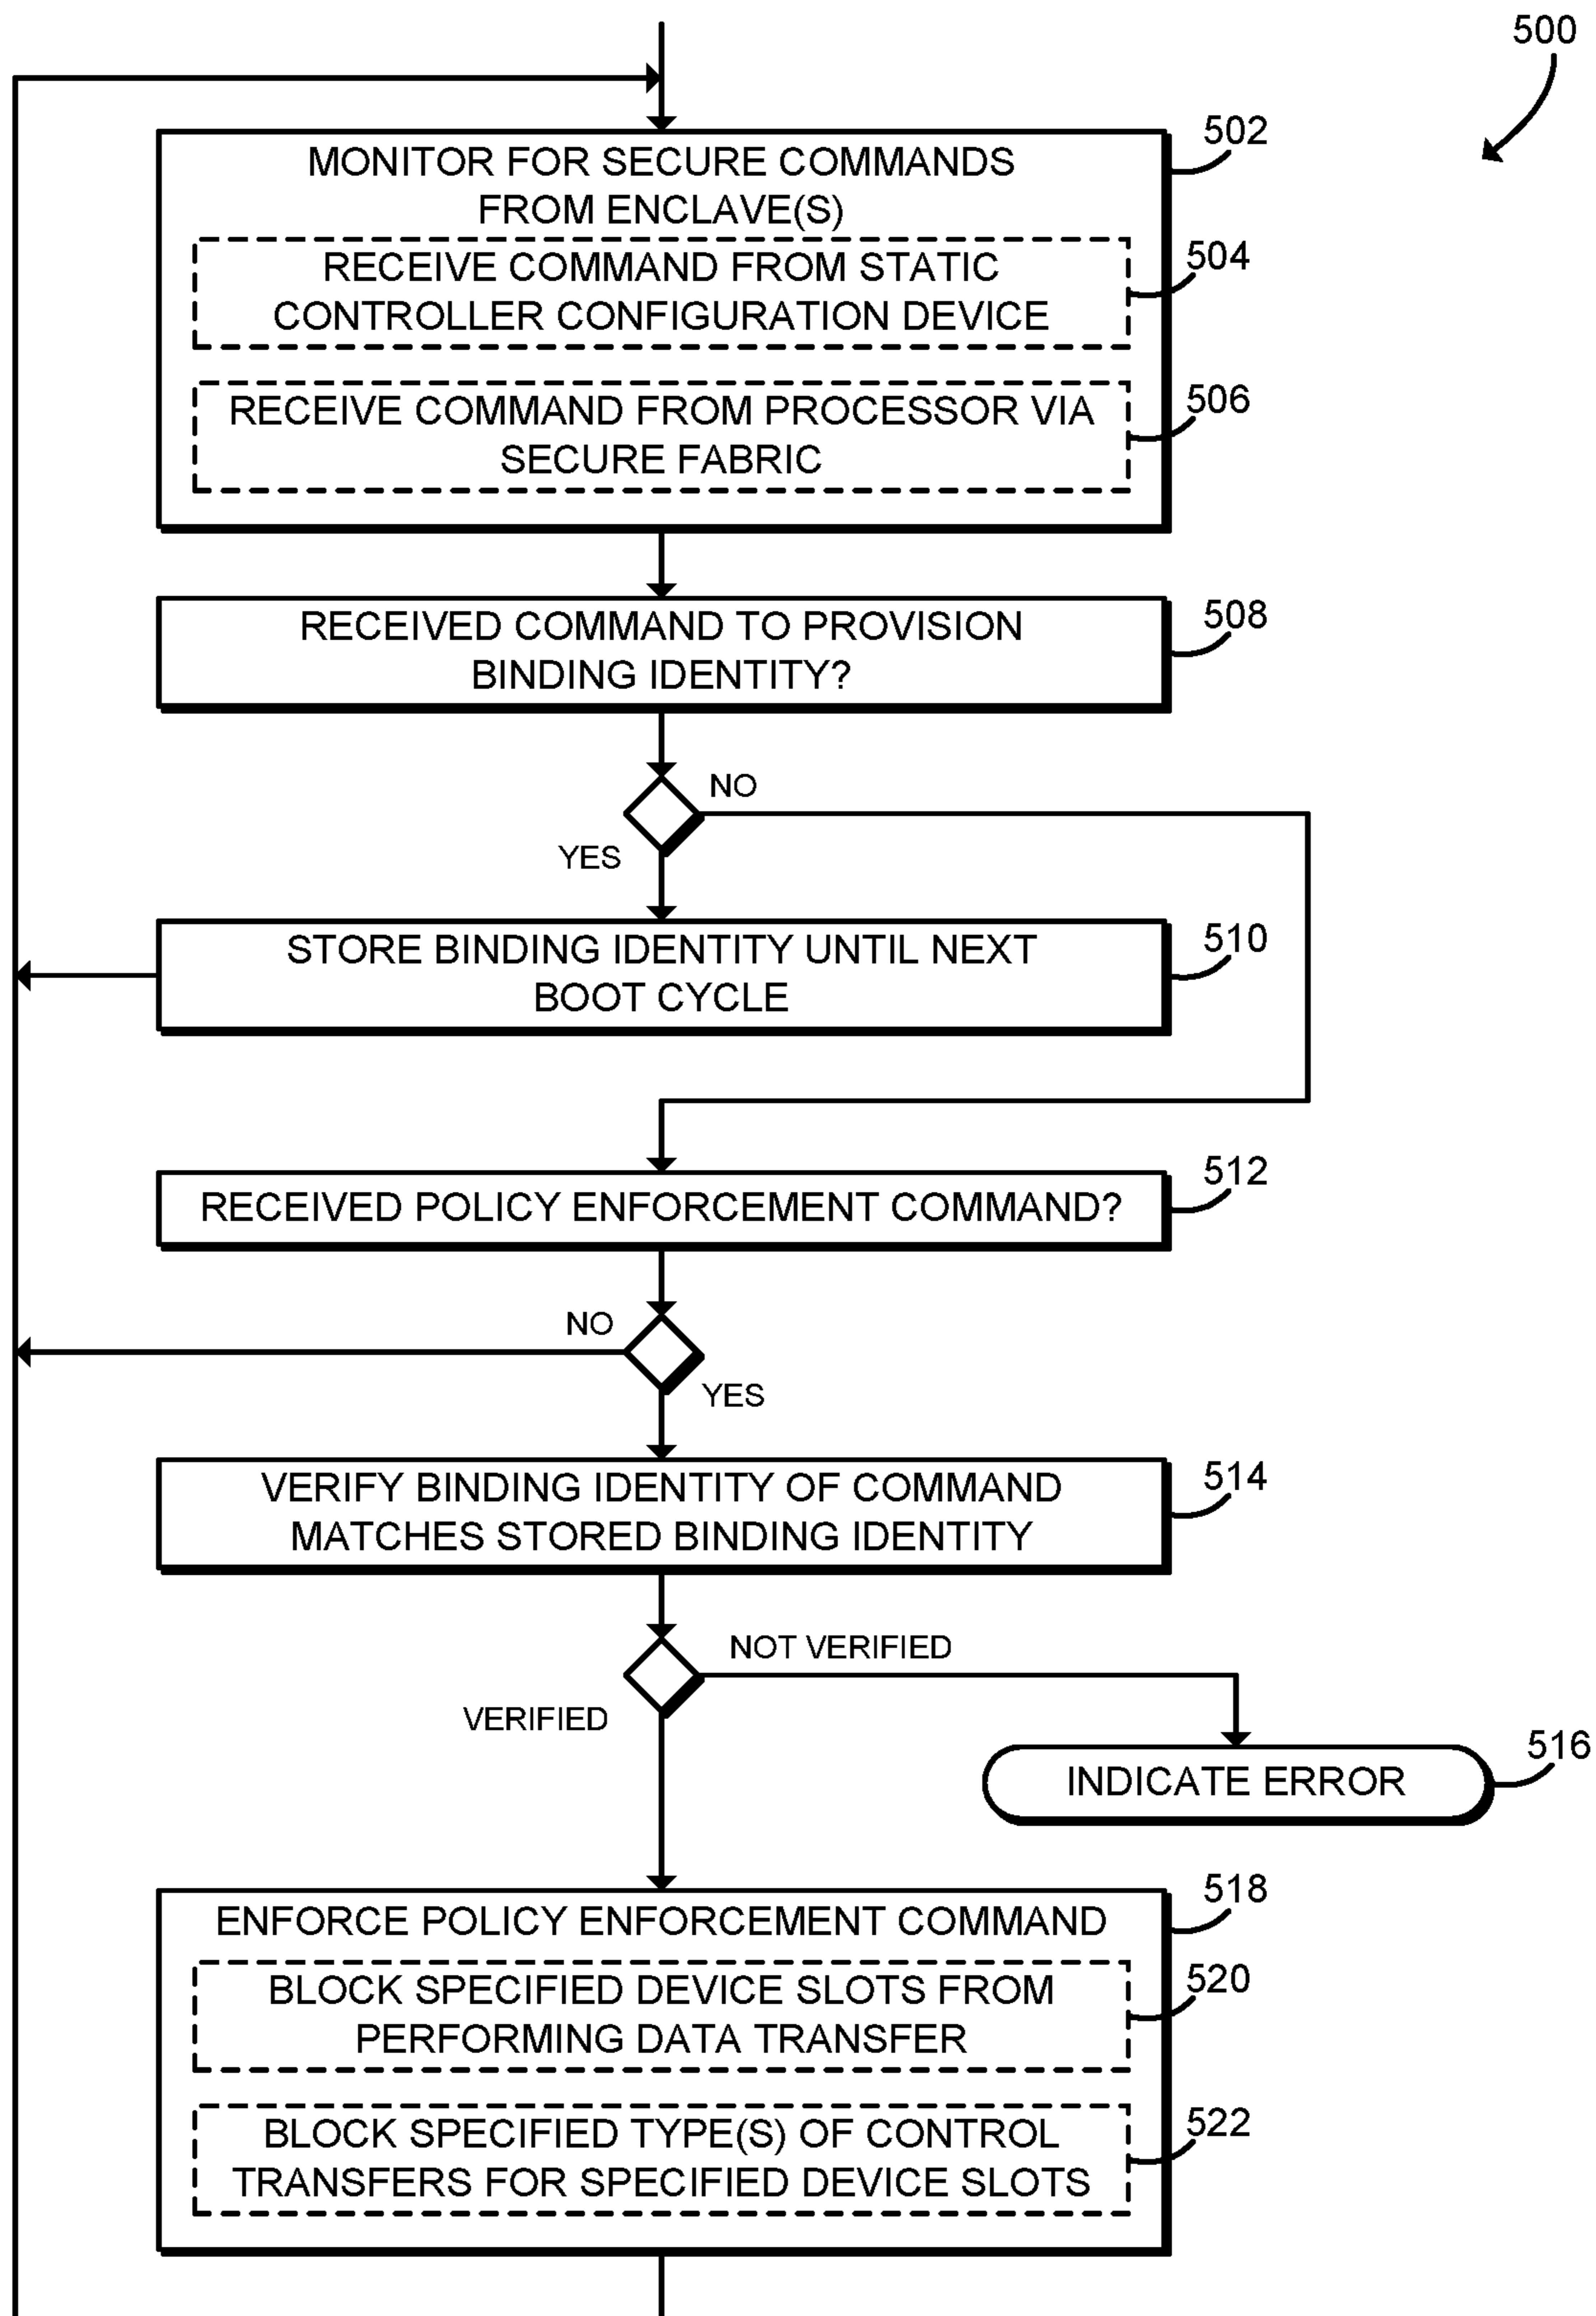 500
502
MONITOR FOR SECURE COMMANDS
FROM ENCLAVE(S)
504
RECEIVE COMMAND FROM STATIC
CONTROLLER CONFIGURATION DEVICE
506
RECEIVE COMMAND FROM PROCESSOR VIA
SECURE FABRIC
508
RECEIVED COMMAND TO PROVISION
BINDING IDENTITY?
NO
YES
510
STORE BINDING IDENTITY UNTIL NEXT
BOOT CYCLE
512
RECEIVED POLICY ENFORCEMENT COMMAND?
NO
YES
514
VERIFY BINDING IDENTITY OF COMMAND
MATCHES STORED BINDING IDENTITY
NOT VERIFIED
VERIFIED
516
INDICATE ERROR
518
ENFORCE POLICY ENFORCEMENT COMMAND
520
BLOCK SPECIFIED DEVICE SLOTS FROM
PERFORMING DATA TRANSFER
522
BLOCK SPECIFIED TYPE(S) OF CONTROL
TRANSFERS FOR SPECIFIED DEVICE SLOTS